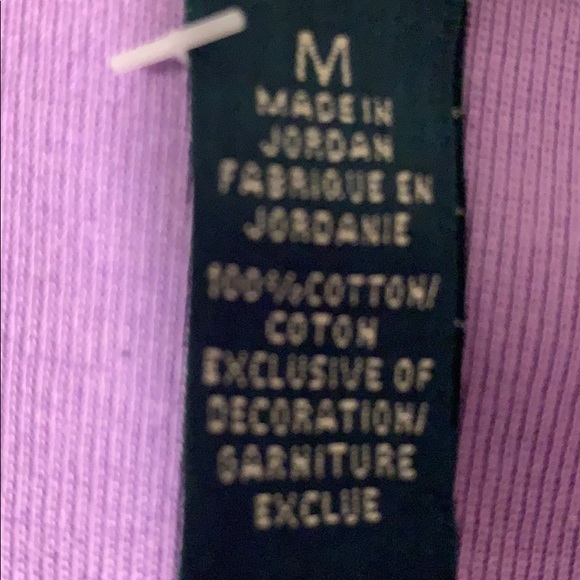 M
MADE IN
JORDAN
FABRIQUE EN
JORDANIE
100% COTTON/
COTON
EXCLUSIVE OF
DECORATION/
GARNITURE
EXCLUE